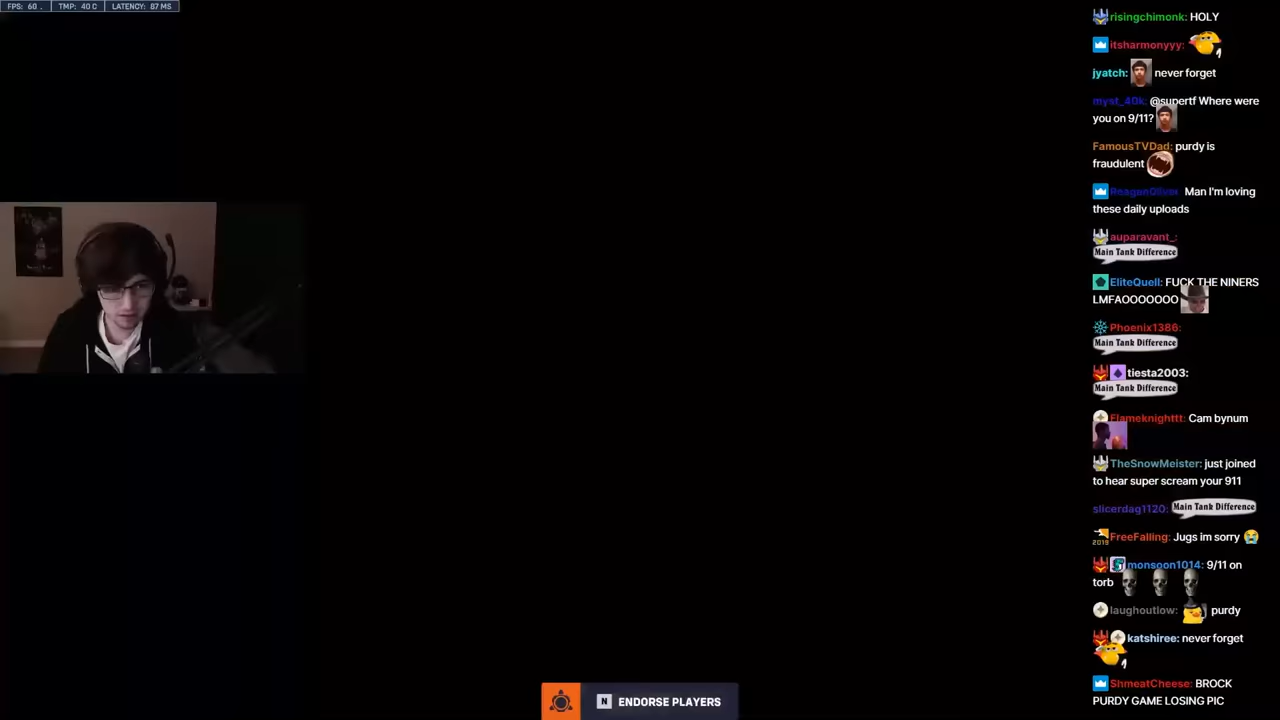 FPS: 60 . TMP: 40 C LATENCY: 87 MS
risingchimonk: HOLY
itsharmonyyy:
jyatch: never forget
myst_40k: @supertf Where were
you on 9/11?
FamousTVDad: purdy is
fraudulent
ReaganOliver Man I'm loving
these daily uploads
auparavant_:
Main Tank Difference
EliteQuell: FUCK THE NINERS
LMFAOOOOOOO
Phoenix1386:
Main Tank Difference
tiesta2003:
Main Tank Difference
Flameknighttt: Cam bynum
TheSnowMeister: just joined
to hear super scream your 911
slicerdag1120: Main Tank Difference
2019 FreeFalling: Jugs im sorry
monsoon1014: 9/11 on
torb
laughoutlow: purdy
katshiree: never forget
ShmeatCheese: BROCK
PURDY GAME LOSING PIC
N ENDORSE PLAYERS